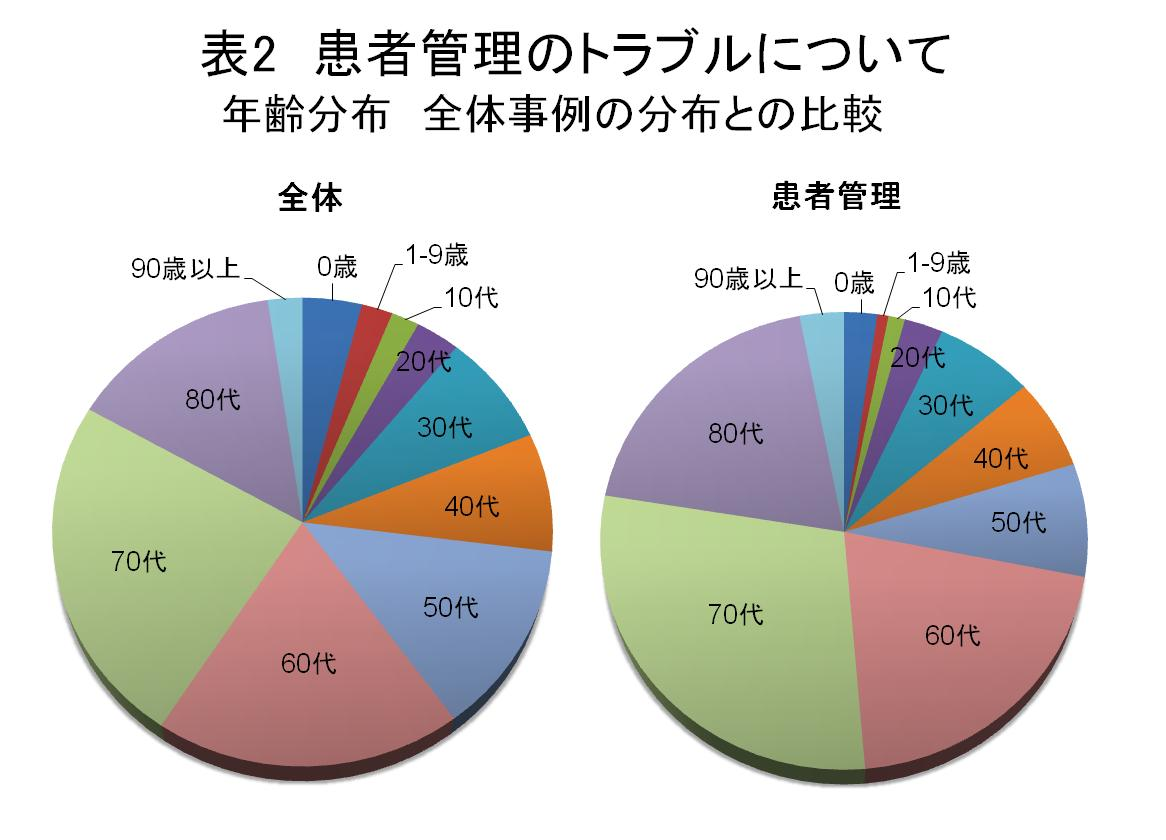 表2　患者管理のトラブルについて
年齢分布　全体事例の分布との比較
全体
90歳以上
0歳
1-9歳
10代
20代
30代
40代
50代
60代
70代
80代
患者管理
90歳以上
0歳
1-9歳
10代
20代
30代
40代
50代
60代
70代
80代